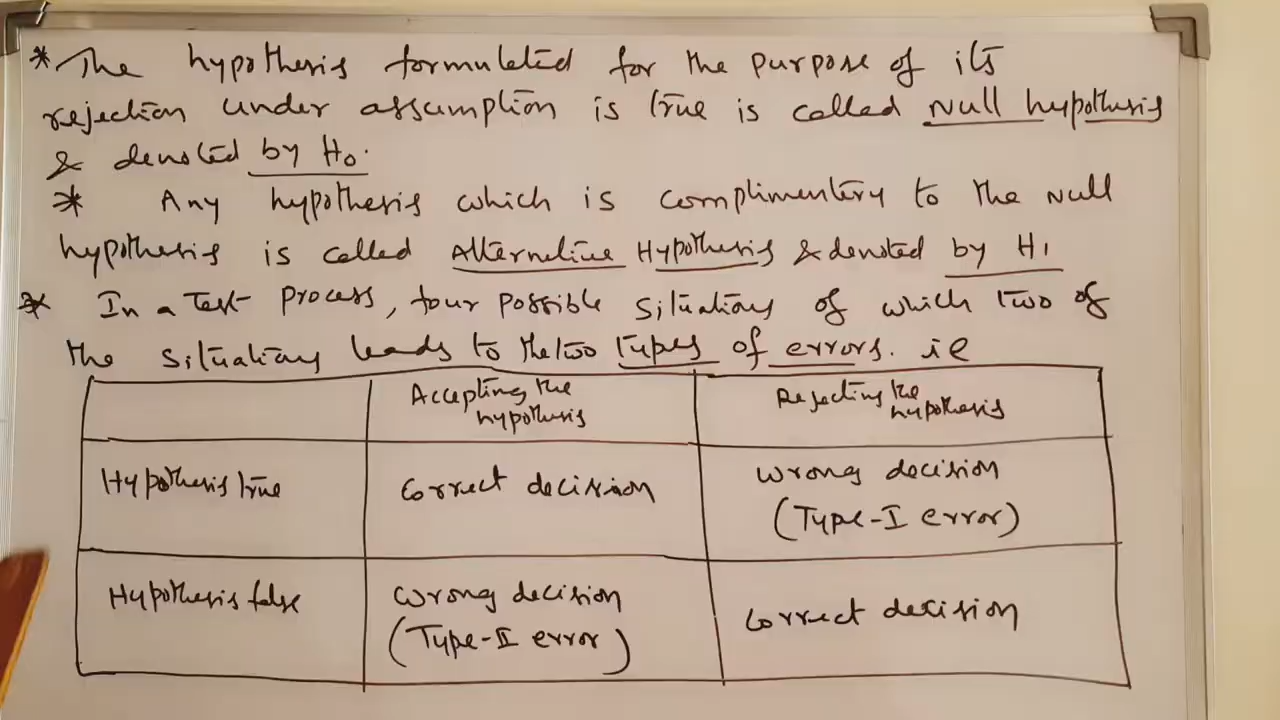 * The hypothesis formulated for the purpose of its
rejection under assumption is true is called Null hypothesis
& denoted by H₀.
* Any hypothesis which is complimentery to the Null
hypothesis is called Alternative Hypothesis & denoted by H₁
* In a Test process, four possible situations of which two of
the situations leads to the two types of errors. ie
Accepting the hypothesis
Rejecting the hypothesis
Hypothesis true
Correct decision
Wrong decision
(Type-I error)
Hypothesis false
Wrong decision
(Type-II error)
Correct decision